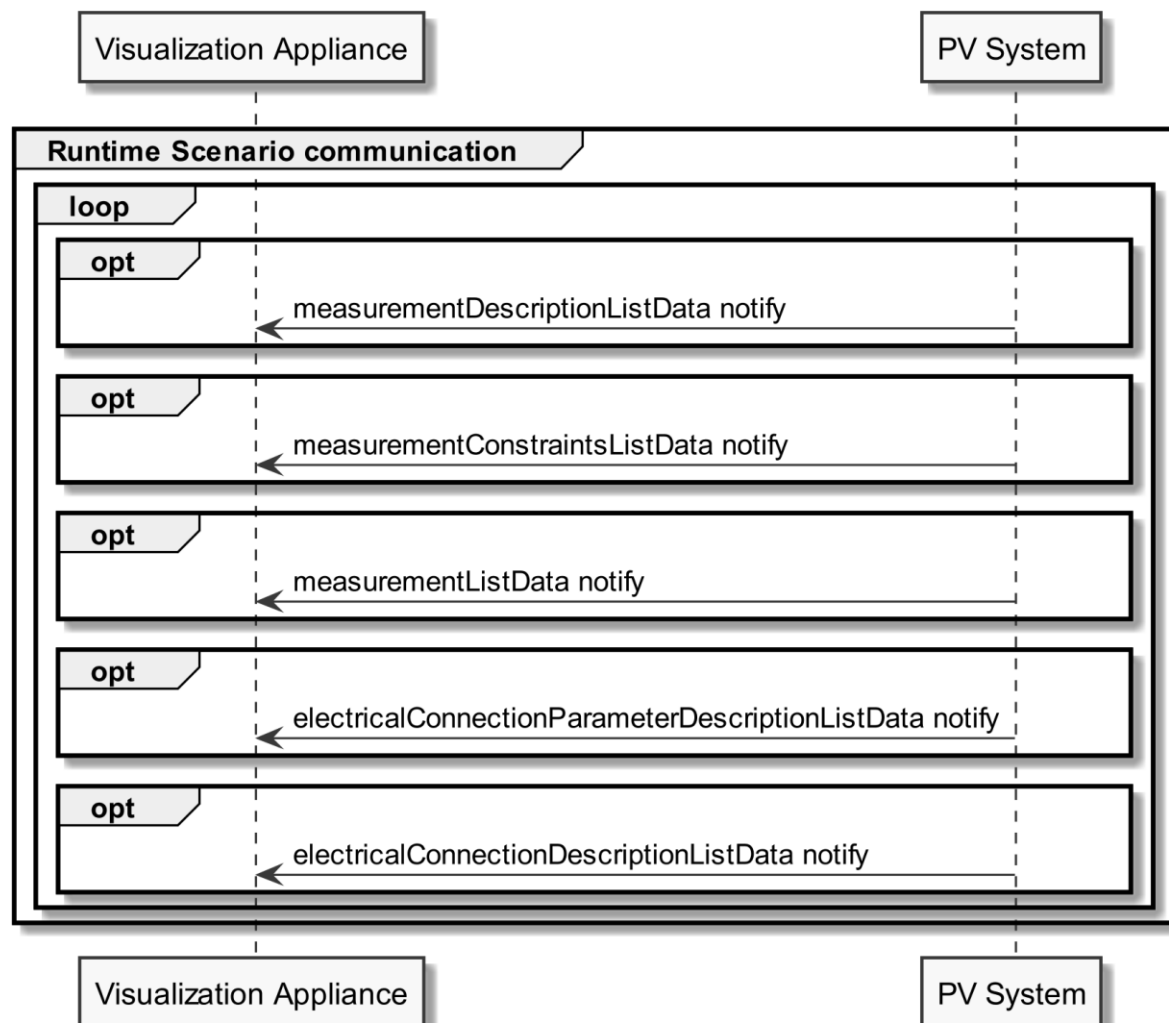 Visualization Appliance
PV System
Runtime Scenario communication
loop
opt
measurementDescriptionListData notify
opt
measurementConstraintsListData notify
opt
measurementListData notify
opt
electricalConnectionParameterDescriptionListData notify
opt
electricalConnectionDescriptionListData notify
Visualization Appliance
PV System